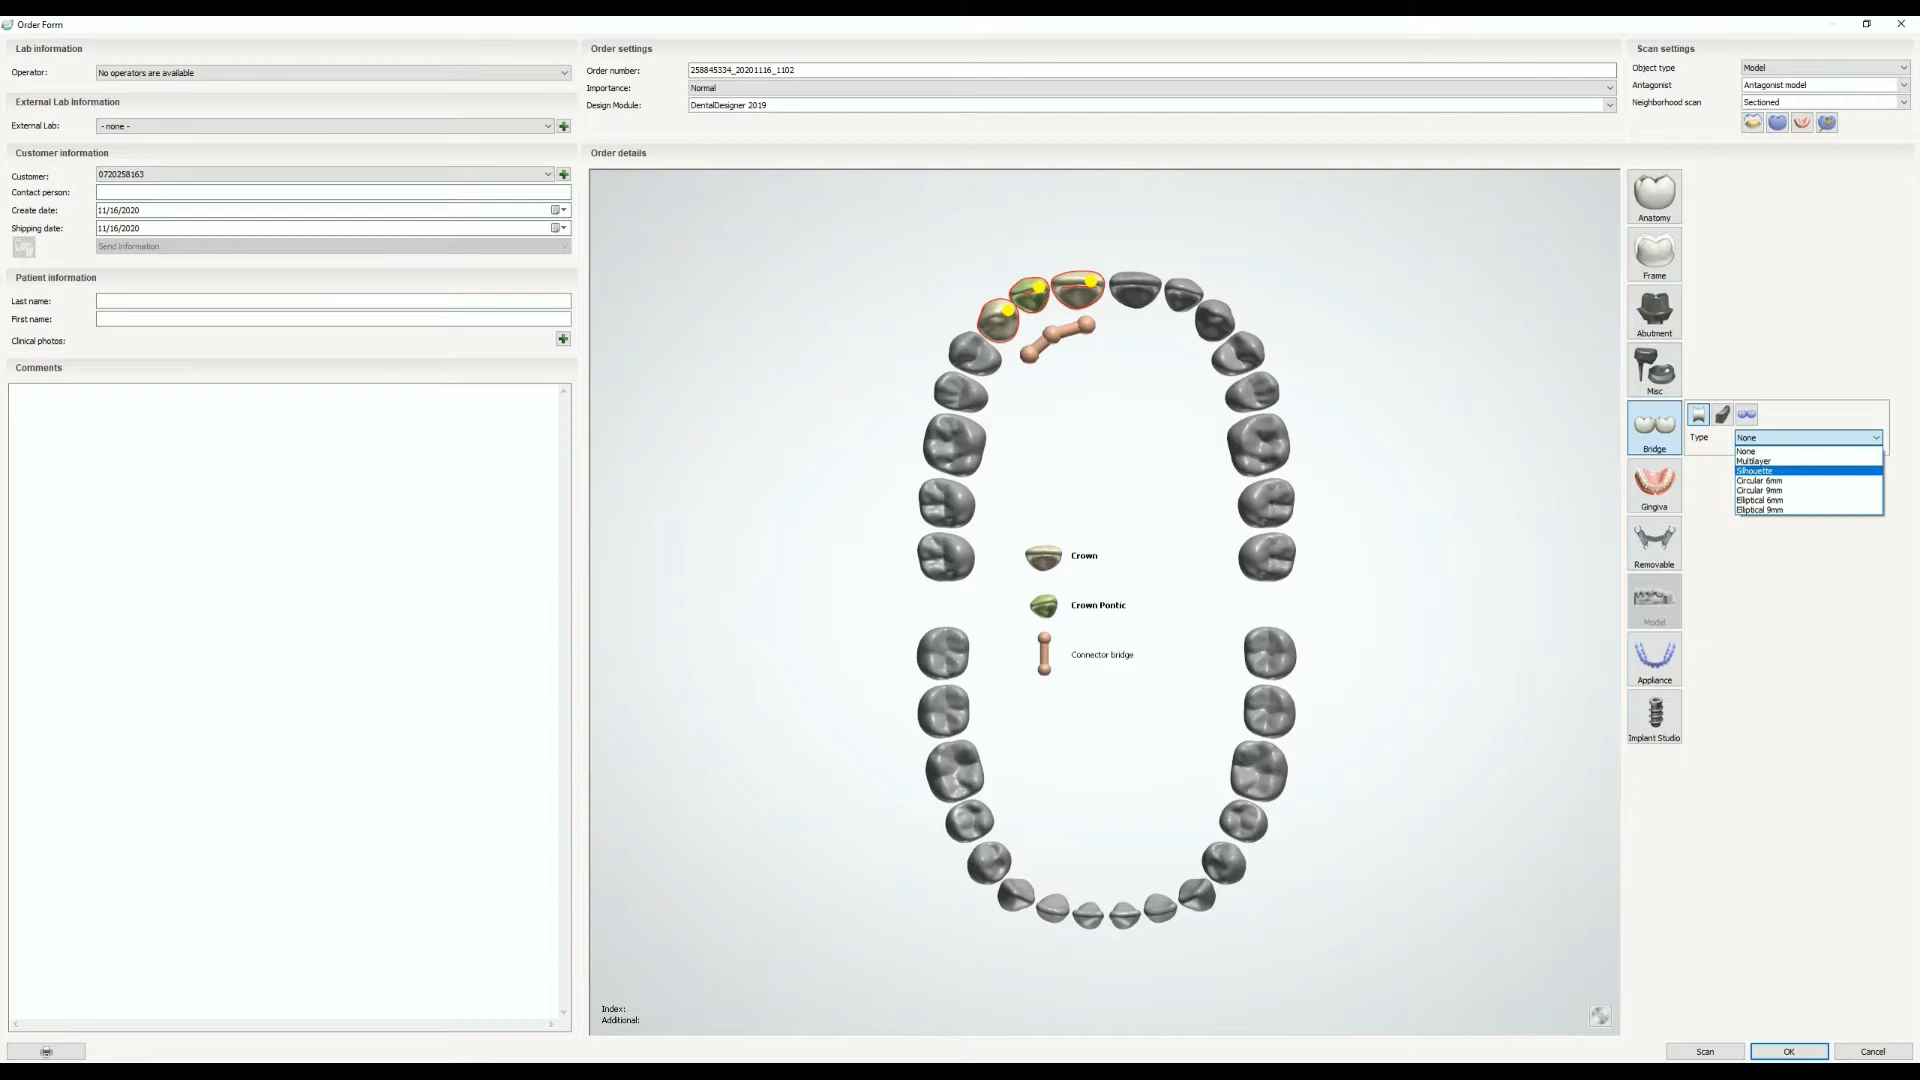 Order Form
Lab information
Operator: No operators are available
External Lab Information
External Lab: - none -
Customer information
Customer: 0720258163
Contact person:
Create date: 11/16/2020
Shipping date: 11/16/2020
Send information
Patient information
Last name:
First name:
Clinical photos:
Comments
Order settings
Order number: 258845334_20201116_1102
Importance: Normal
Design Module: DentalDesigner 2019
Order details
Crown
Crown Pontic
Connector bridge
Index:
Additional:
Scan settings
Object type Model
Antagonist Antagonist model
Neighborhood scan Sectioned
Anatomy
Frame
Abutment
Misc
Bridge
Gingiva
Removable
Model
Appliance
Implant Studio
Type None
None
Multilayer
Silhouette
Circular 6mm
Circular 9mm
Elliptical 6mm
Elliptical 9mm
Scan
OK
Cancel